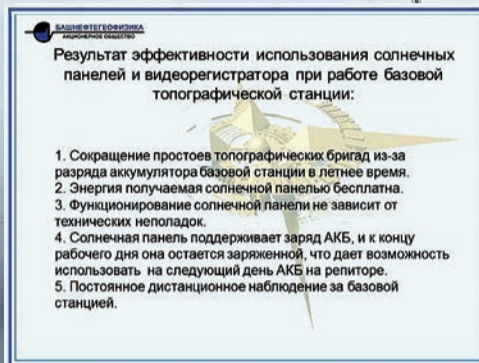 БАШНЕФТЕГЕОФИЗИКА
АКЦИОНЕРНОЕ ОБЩЕСТВО
Результат эффективности использования солнечных
панелей и видеорегистратора при работе базовой
топографической станции:
1. Сокращение простоев топографических бригад из-за
разряда аккумулятора базовой станции в летнее время.
2. Энергия получаемая солнечной панелью бесплатна.
3. Функционирование солнечной панели не зависит от
технических неполадок.
4. Солнечная панель поддерживает заряд АКБ, и к концу
рабочего дня она остается заряженной, что дает возможность
использовать на следующий день АКБ на репиторе.
5. Постоянное дистанционное наблюдение за базовой
станцией.